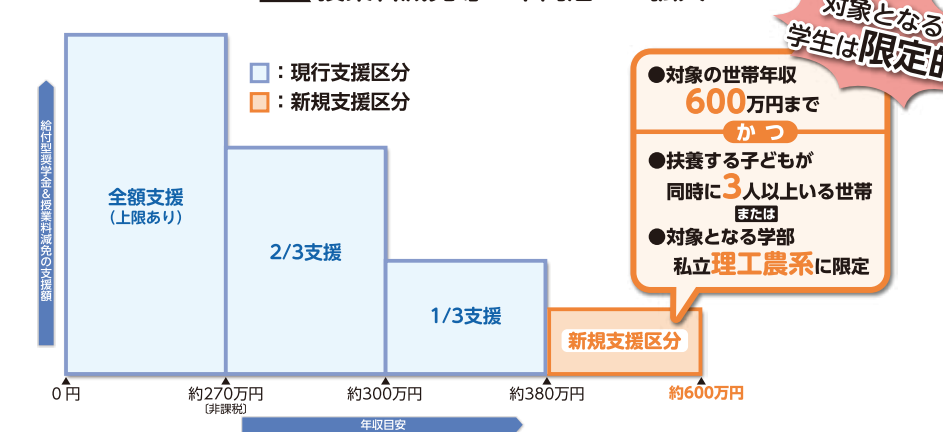 対象となる
学生は限定的
：現行支援区分
：新規支援区分
●対象の世帯年収
600万円まで
かつ
●扶養する子どもが
同時に3人以上いる世帯
または
●対象となる学部
私立理工農系に限定
給付型奨学金＆授業料減免の支援額
全額支援
（上限あり）
2/3支援
1/3支援
新規支援区分
0円
約270万円
〔非課税〕
約300万円
約380万円
約600万円
年収目安